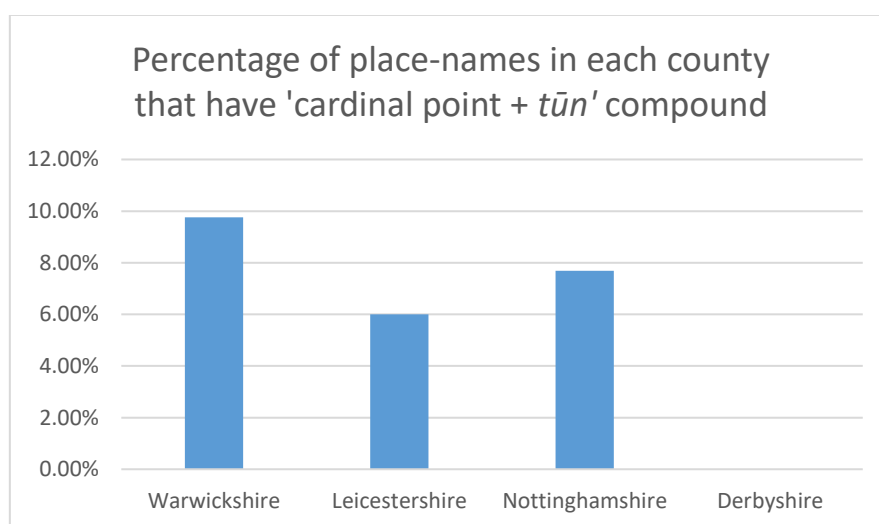 Percentage of place-names in each county
that have 'cardinal point + tūn' compound
12.00%
10.00%
8.00%
6.00%
4.00%
2.00%
0.00%
Warwickshire Leicestershire Nottinghamshire Derbyshire